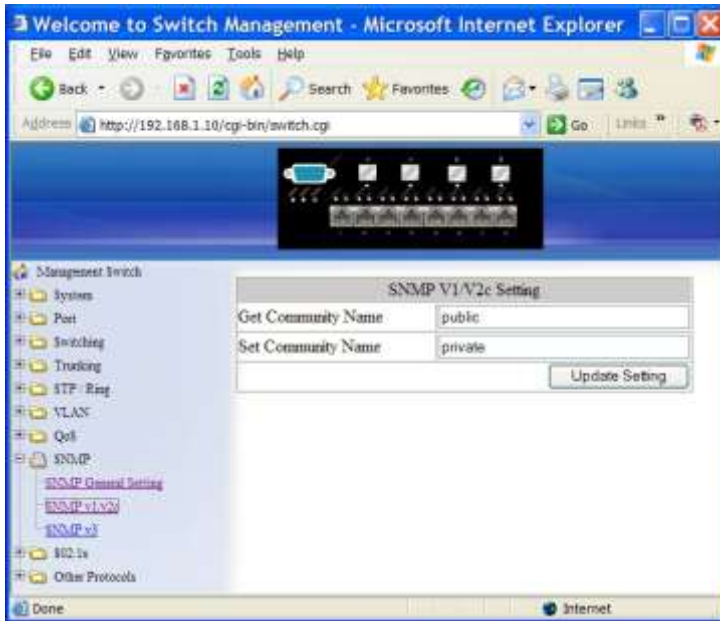 Welcome to Switch Management - Microsoft Internet Explorer
File Edit View Favorites Tools Help
Back Search Favorites
Address http://192.168.1.10/cgi-bin/switch.cgi Go Links »
Management Switch
System
Port
Switching
Trunking
STP / Ring
VLAN
QoS
SNMP
SNMP General Setting
SNMP v1/v2c
SNMP v3
802.1x
Other Protocols
SNMP V1/V2c Setting
Get Community Name public
Set Community Name private
Update Setting
Done Internet